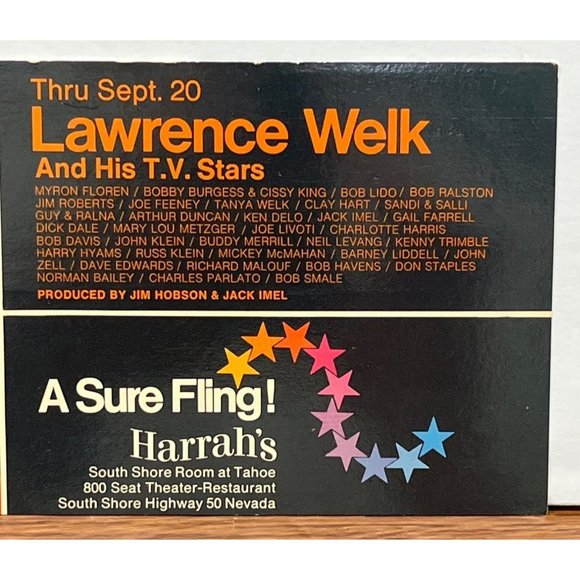 Thru Sept. 20
Lawrence Welk
And His T.V. Stars
MYRON FLOREN / BOBBY BURGESS & CISSY KING / BOB LIDO / BOB RALSTON
JIM ROBERTS / JOE FEENEY / TANYA WELK / CLAY HART / SANDI & SALLI
GUY & RALNA / ARTHUR DUNCAN / KEN DELO / JACK IMEL / GAIL FARRELL
DICK DALE / MARY LOU METZGER / JOE LIVOTI / CHARLOTTE HARRIS
BOB DAVIS / JOHN KLEIN / BUDDY MERRILL / NEIL LEVANG / KENNY TRIMBLE
HARRY HYAMS / RUSS KLEIN / MICKEY McMAHAN / BARNEY LIDDELL / JOHN
ZELL / DAVE EDWARDS / RICHARD MALOUF / BOB HAVENS / DON STAPLES
NORMAN BAILEY / CHARLES PARLATO / BOB SMALE
PRODUCED BY JIM HOBSON & JACK IMEL
A Sure Fling!
Harrah's
South Shore Room at Tahoe
800 Seat Theater-Restaurant
South Shore Highway 50 Nevada